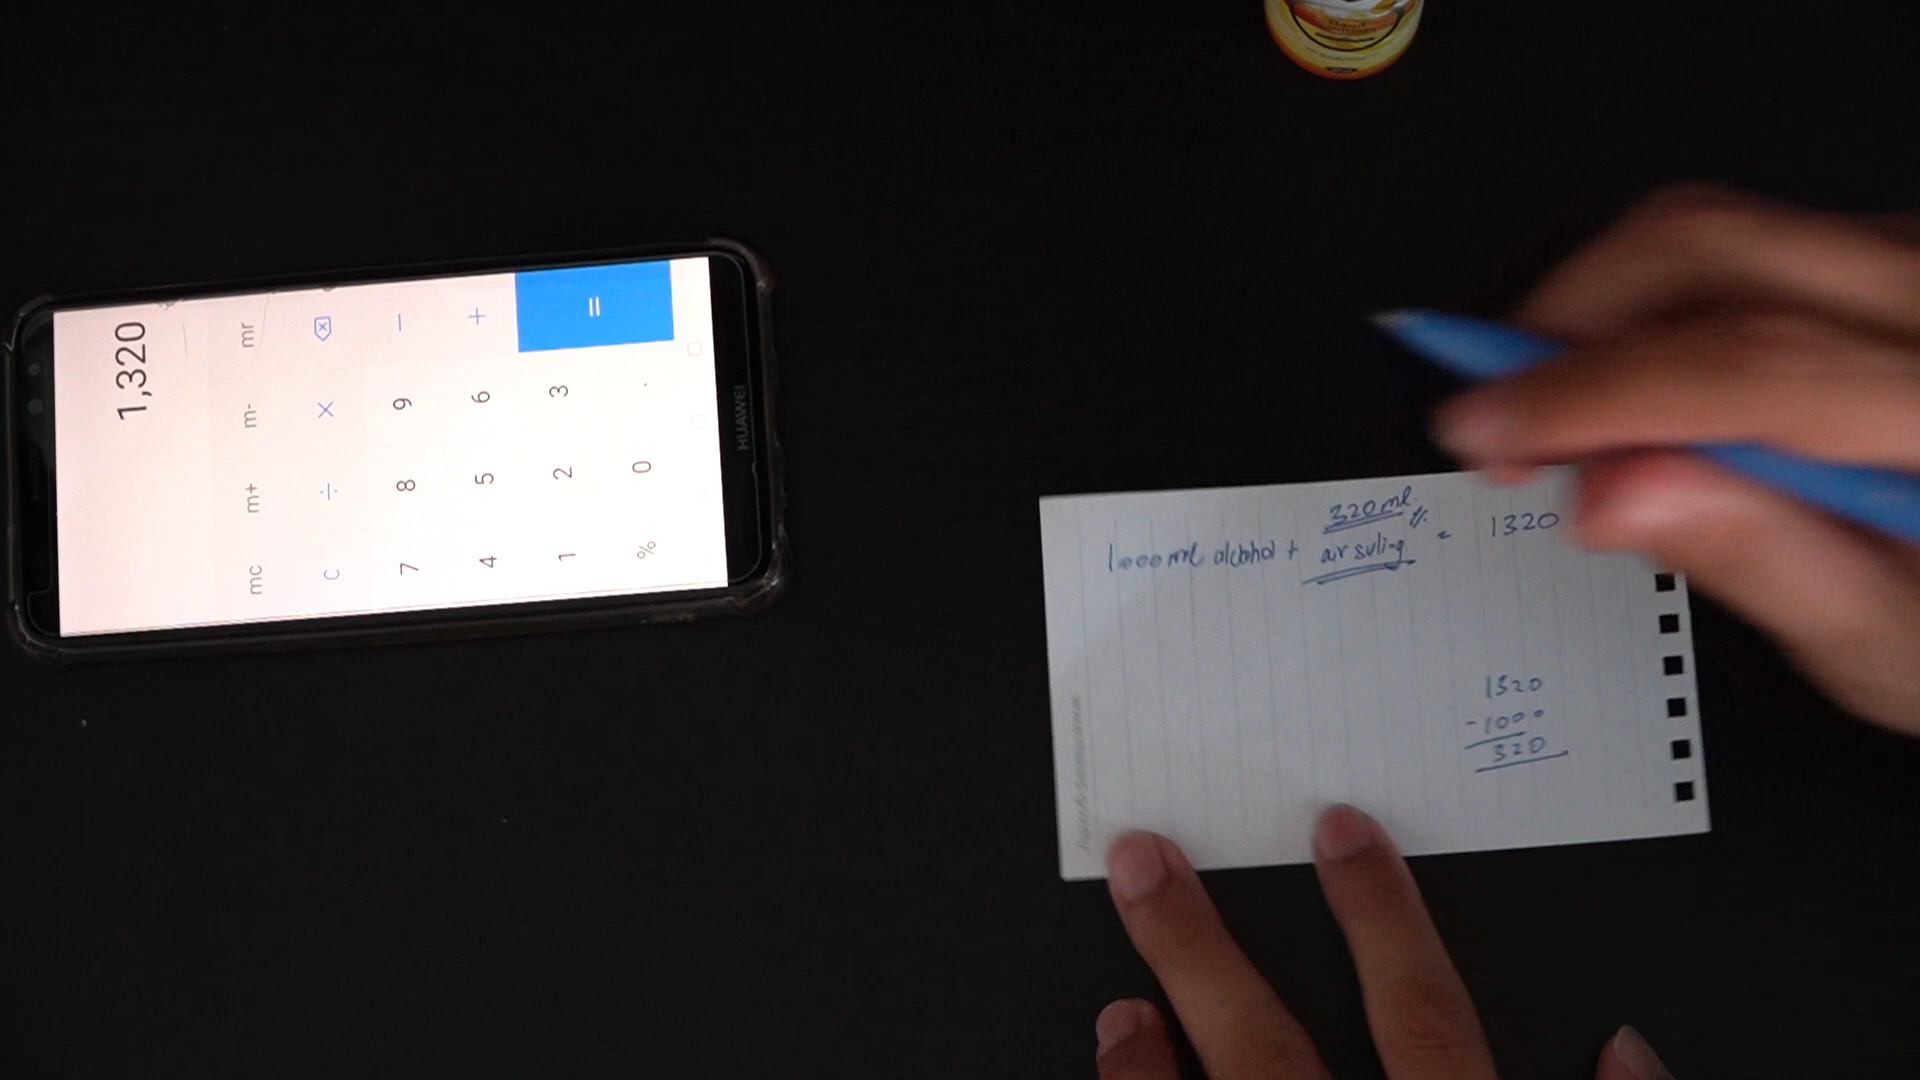 1,320
mc m+ m- mr
C ÷ ×
7 8 9 −
4 5 6 +
1 2 3 =
% 0 .
HUAWEI
320 ml
1000 ml alcohol + air suling = 1320
1320
- 1000
320